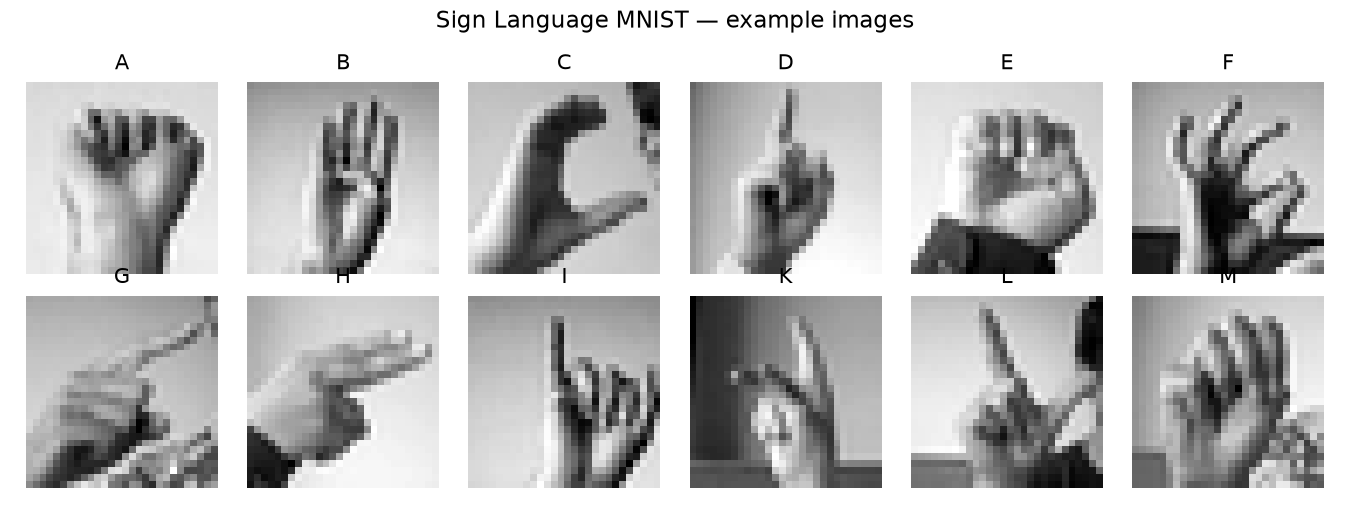 Sign Language MNIST — example images
A B C D E F
G H I K L M